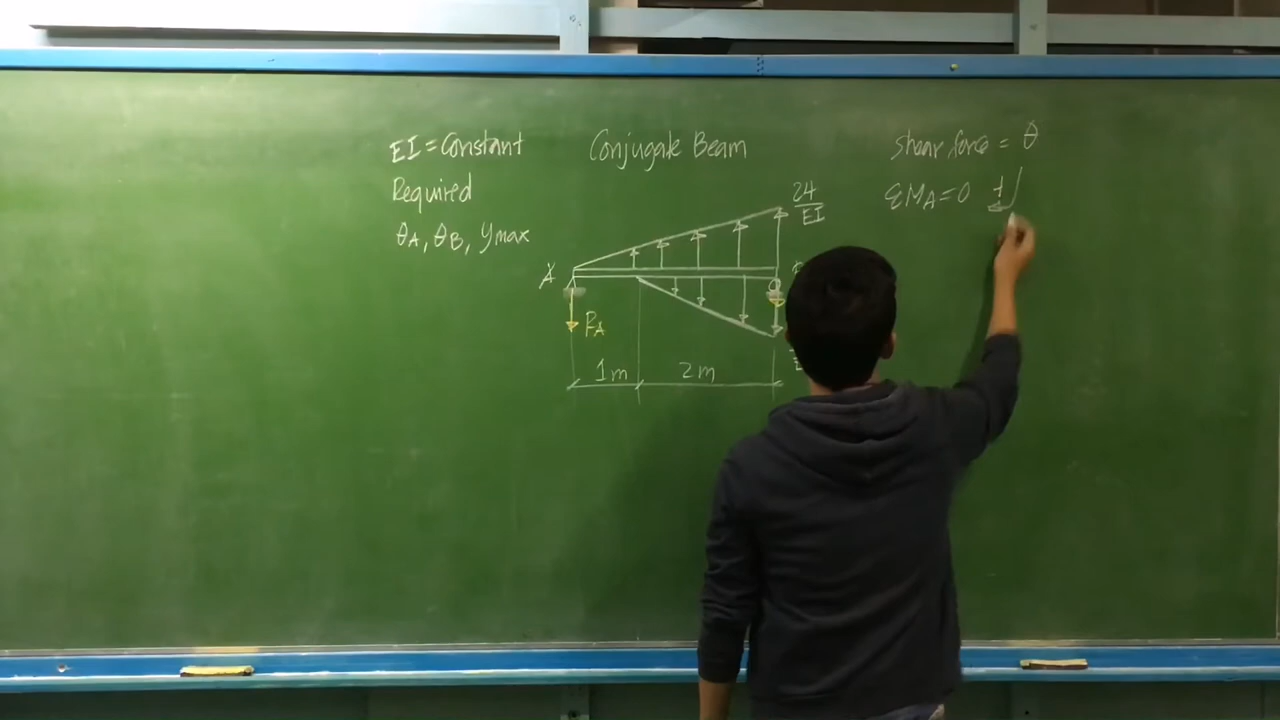 EI = Constant
Required
θA, θB, ymax
Conjugate Beam
24
EI
A
RA
1m
2m
Shear force = θ
ΣMA = 0 +